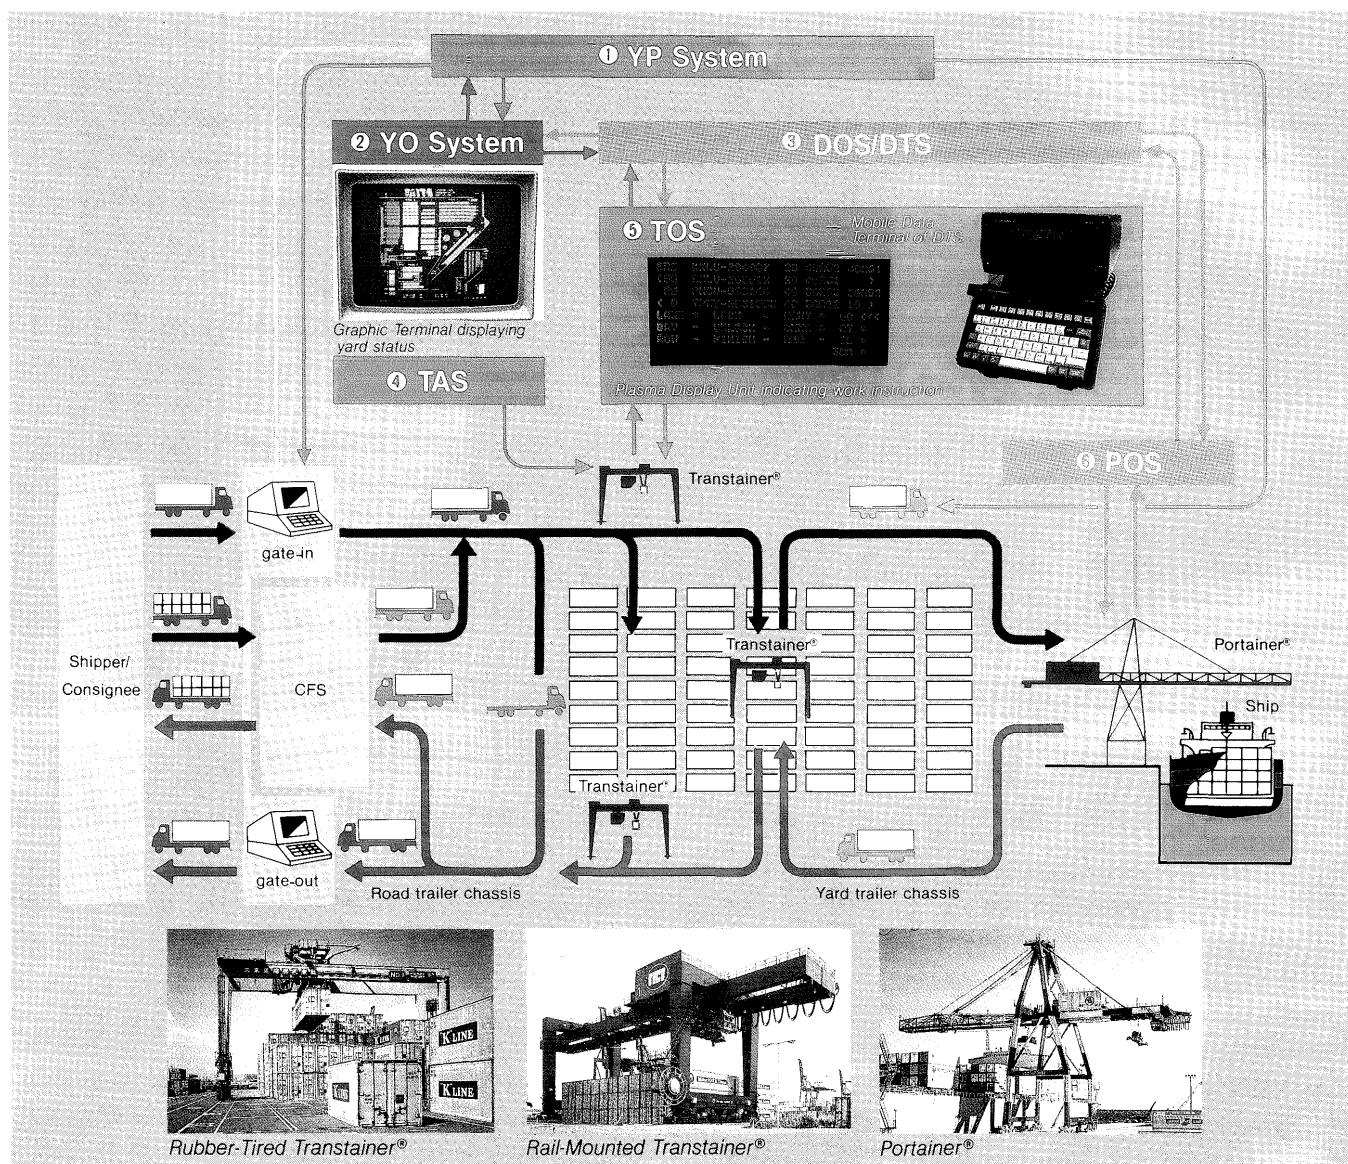 ❶ YP System
❷ YO System
❸ DOS/DTS
❺ TOS
Mobile Data
Terminal of DTS
Graphic Terminal displaying
yard status
❹ TAS
Plasma Display Unit indicating work instruction
❻ POS
Transtainer®
gate-in
Transtainer®
Portainer®
Shipper/
Consignee
CFS
Ship
Transtainer®
gate-out
Road trailer chassis
Yard trailer chassis
K LINE
K LINE
K LINE
K LINE
Rubber-Tired Transtainer®
Rail-Mounted Transtainer®
Portainer®